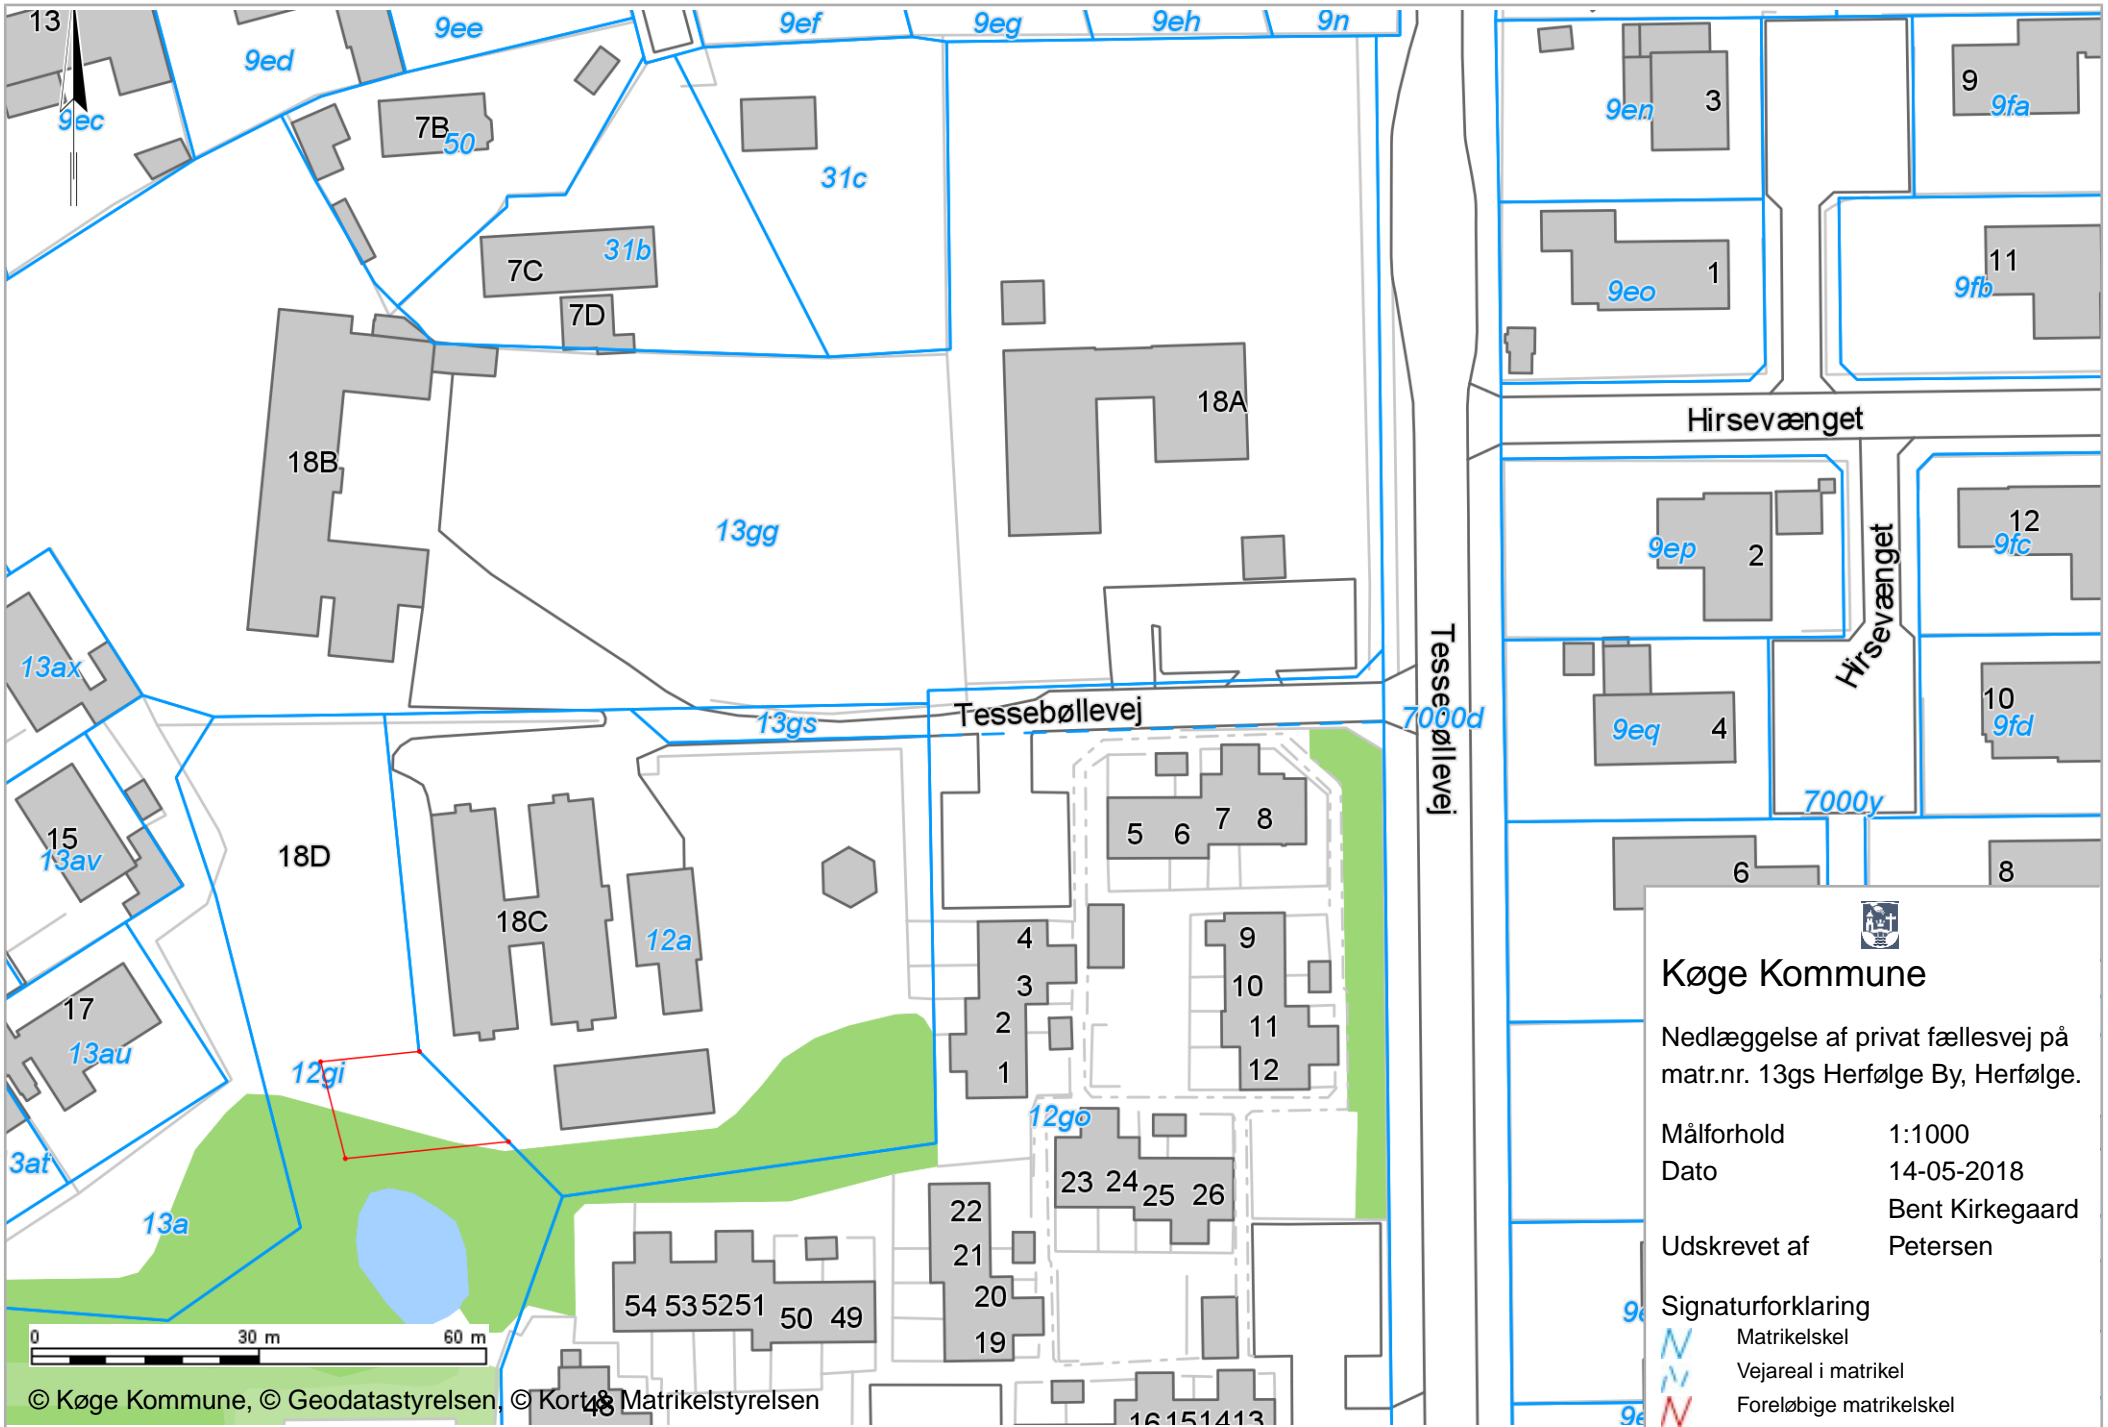 13
9ee
9ef
9eg
9eh
9n
9ed
9ec
7B
50
31c
9en
3
9
9fa
31b
7C
7D
9eo
1
11
9fb
18A
Hirsevænget
18B
13gg
9ep
2
12
9fc
Hirsevænget
13ax
Tessebøllevej
13gs
Tessebøllevej
7000d
9eq
4
10
9fd
7000y
15
13av
18D
5
6
7
8
6
8
18C
12a
4
3
2
1
9
10
11
12
17
13au
12gi
12go
13a
23
24
25
26
22
21
20
19
54
53
52
51
50
49
48
16
15
14
13
Køge Kommune
Nedlæggelse af privat fællesvej på
matr.nr. 13gs Herfølge By, Herfølge.
Målforhold 1:1000
Dato 14-05-2018
Bent Kirkegaard
Udskrevet af Petersen
Signaturforklaring
Matrikelskel
Vejareal i matrikel
Foreløbige matrikelskel
0 30 m 60 m
© Køge Kommune, © Geodatastyrelsen, © Kort & Matrikelstyrelsen